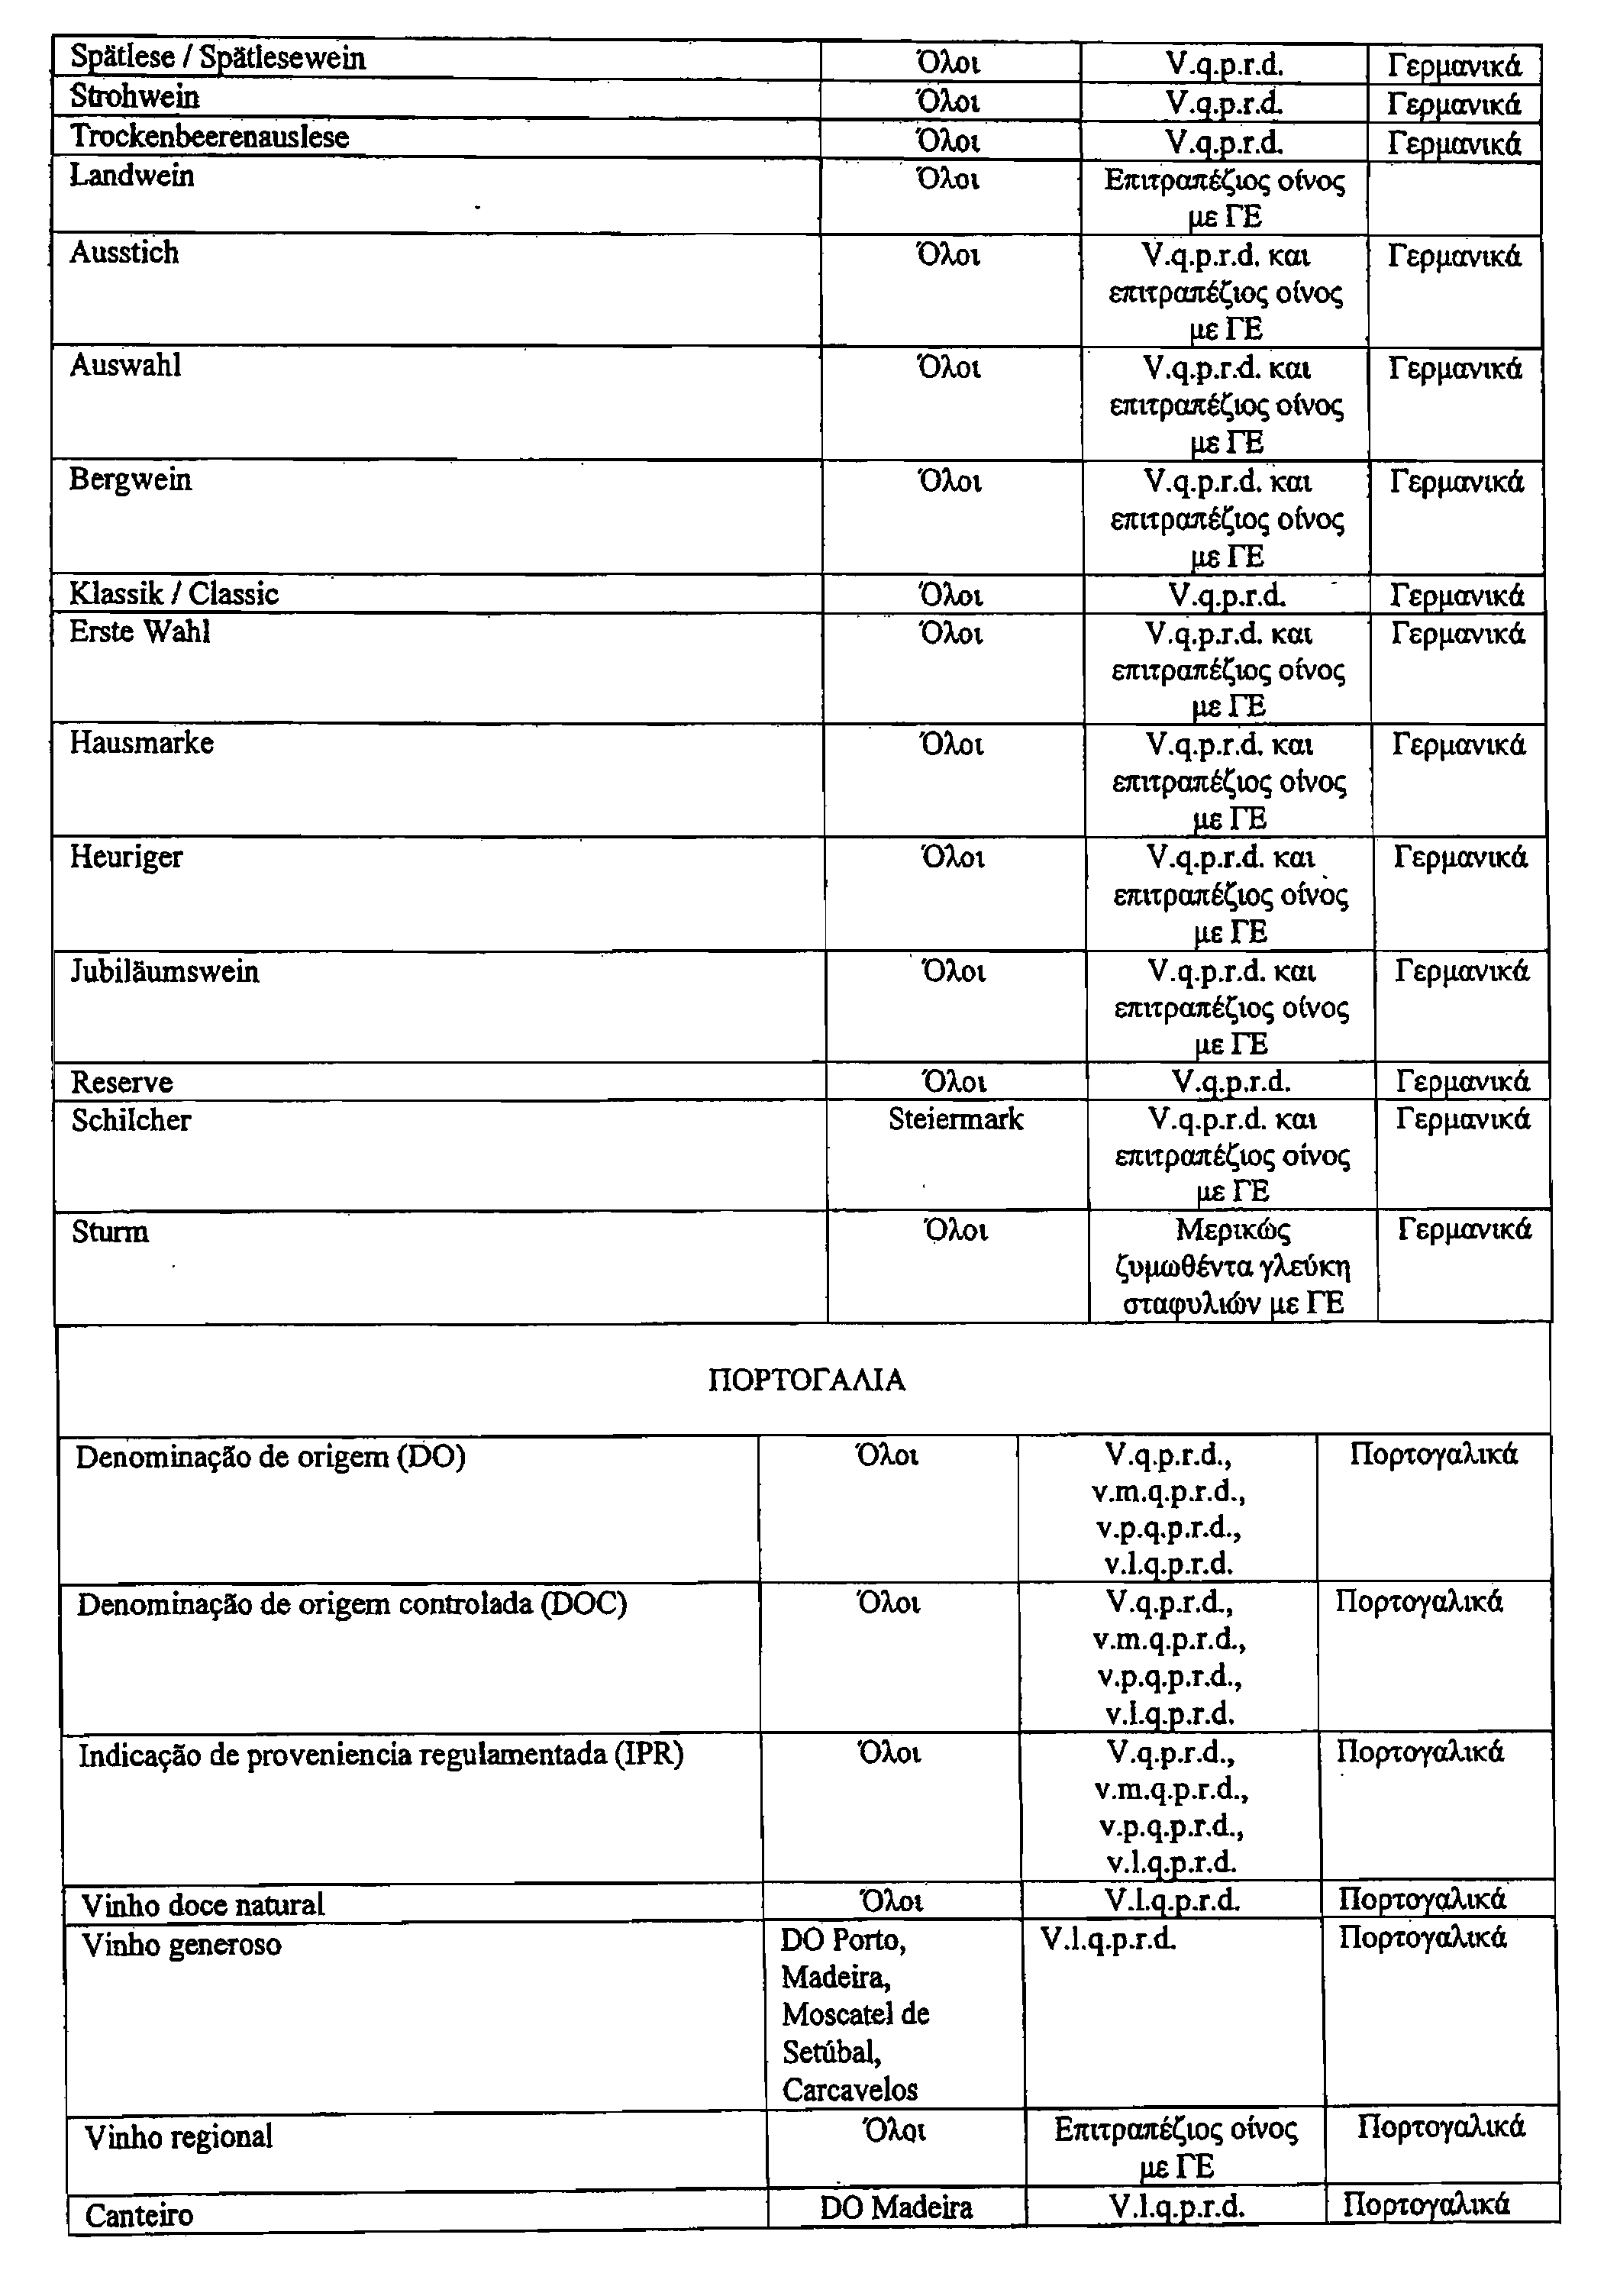 Spätlese / Spätlesewein Όλοι V.q.p.r.d. Γερμανικά
Strohwein Όλοι V.q.p.r.d. Γερμανικά
Trockenbeerenauslese Όλοι V.q.p.r.d. Γερμανικά
Landwein Όλοι Επιτραπέζιος οίνος
με ΓΕ
Ausstich Όλοι V.q.p.r.d. και Γερμανικά
επιτραπέζιος οίνος
με ΓΕ
Auswahl Όλοι V.q.p.r.d. και Γερμανικά
επιτραπέζιος οίνος
με ΓΕ
Bergwein Όλοι V.q.p.r.d. και Γερμανικά
επιτραπέζιος οίνος
με ΓΕ
Klassik / Classic Όλοι V.q.p.r.d. Γερμανικά
Erste Wahl Όλοι V.q.p.r.d. και Γερμανικά
επιτραπέζιος οίνος
με ΓΕ
Hausmarke Όλοι V.q.p.r.d. και Γερμανικά
επιτραπέζιος οίνος
με ΓΕ
Heuriger Όλοι V.q.p.r.d. και Γερμανικά
επιτραπέζιος οίνος
με ΓΕ
Jubiläumswein Όλοι V.q.p.r.d. και Γερμανικά
επιτραπέζιος οίνος
με ΓΕ
Reserve Όλοι V.q.p.r.d. Γερμανικά
Schilcher Steiermark V.q.p.r.d. και Γερμανικά
επιτραπέζιος οίνος
με ΓΕ
Sturm Όλοι Μερικώς Γερμανικά
ζυμωθέντα γλεύκη
σταφυλιών με ΓΕ
ΠΟΡΤΟΓΑΛΙΑ
Denominação de origem (DO) Όλοι V.q.p.r.d., Πορτογαλικά
v.m.q.p.r.d.,
v.p.q.p.r.d.,
v.l.q.p.r.d.
Denominação de origem controlada (DOC) Όλοι V.q.p.r.d., Πορτογαλικά
v.m.q.p.r.d.,
v.p.q.p.r.d.,
v.l.q.p.r.d.
Indicação de proveniencia regulamentada (IPR) Όλοι V.q.p.r.d., Πορτογαλικά
v.m.q.p.r.d.,
v.p.q.p.r.d.,
v.l.q.p.r.d.
Vinho doce natural Όλοι V.l.q.p.r.d. Πορτογαλικά
Vinho generoso DO Porto, V.l.q.p.r.d. Πορτογαλικά
Madeira,
Moscatel de
Setúbal,
Carcavelos
Vinho regional Όλοι Επιτραπέζιος οίνος Πορτογαλικά
με ΓΕ
Canteiro DO Madeira V.l.q.p.r.d. Πορτογαλικά